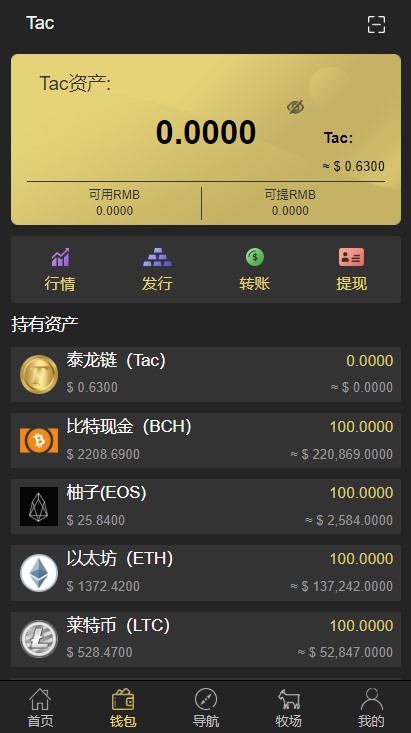 Tac
Tac资产:
0.0000
Tac:
≈ $ 0.6300
可用RMB
0.0000
可提RMB
0.0000
行情
发行
转账
提现
持有资产
泰龙链（Tac）
0.0000
$ 0.6300
≈ $ 0.0000
比特现金（BCH）
100.0000
$ 2208.6900
≈ $ 220,869.0000
柚子(EOS)
100.0000
$ 25.8400
≈ $ 2,584.0000
以太坊（ETH）
100.0000
$ 1372.4200
≈ $ 137,242.0000
莱特币（LTC）
100.0000
$ 528.4700
≈ $ 52,847.0000
首页
钱包
导航
牧场
我的